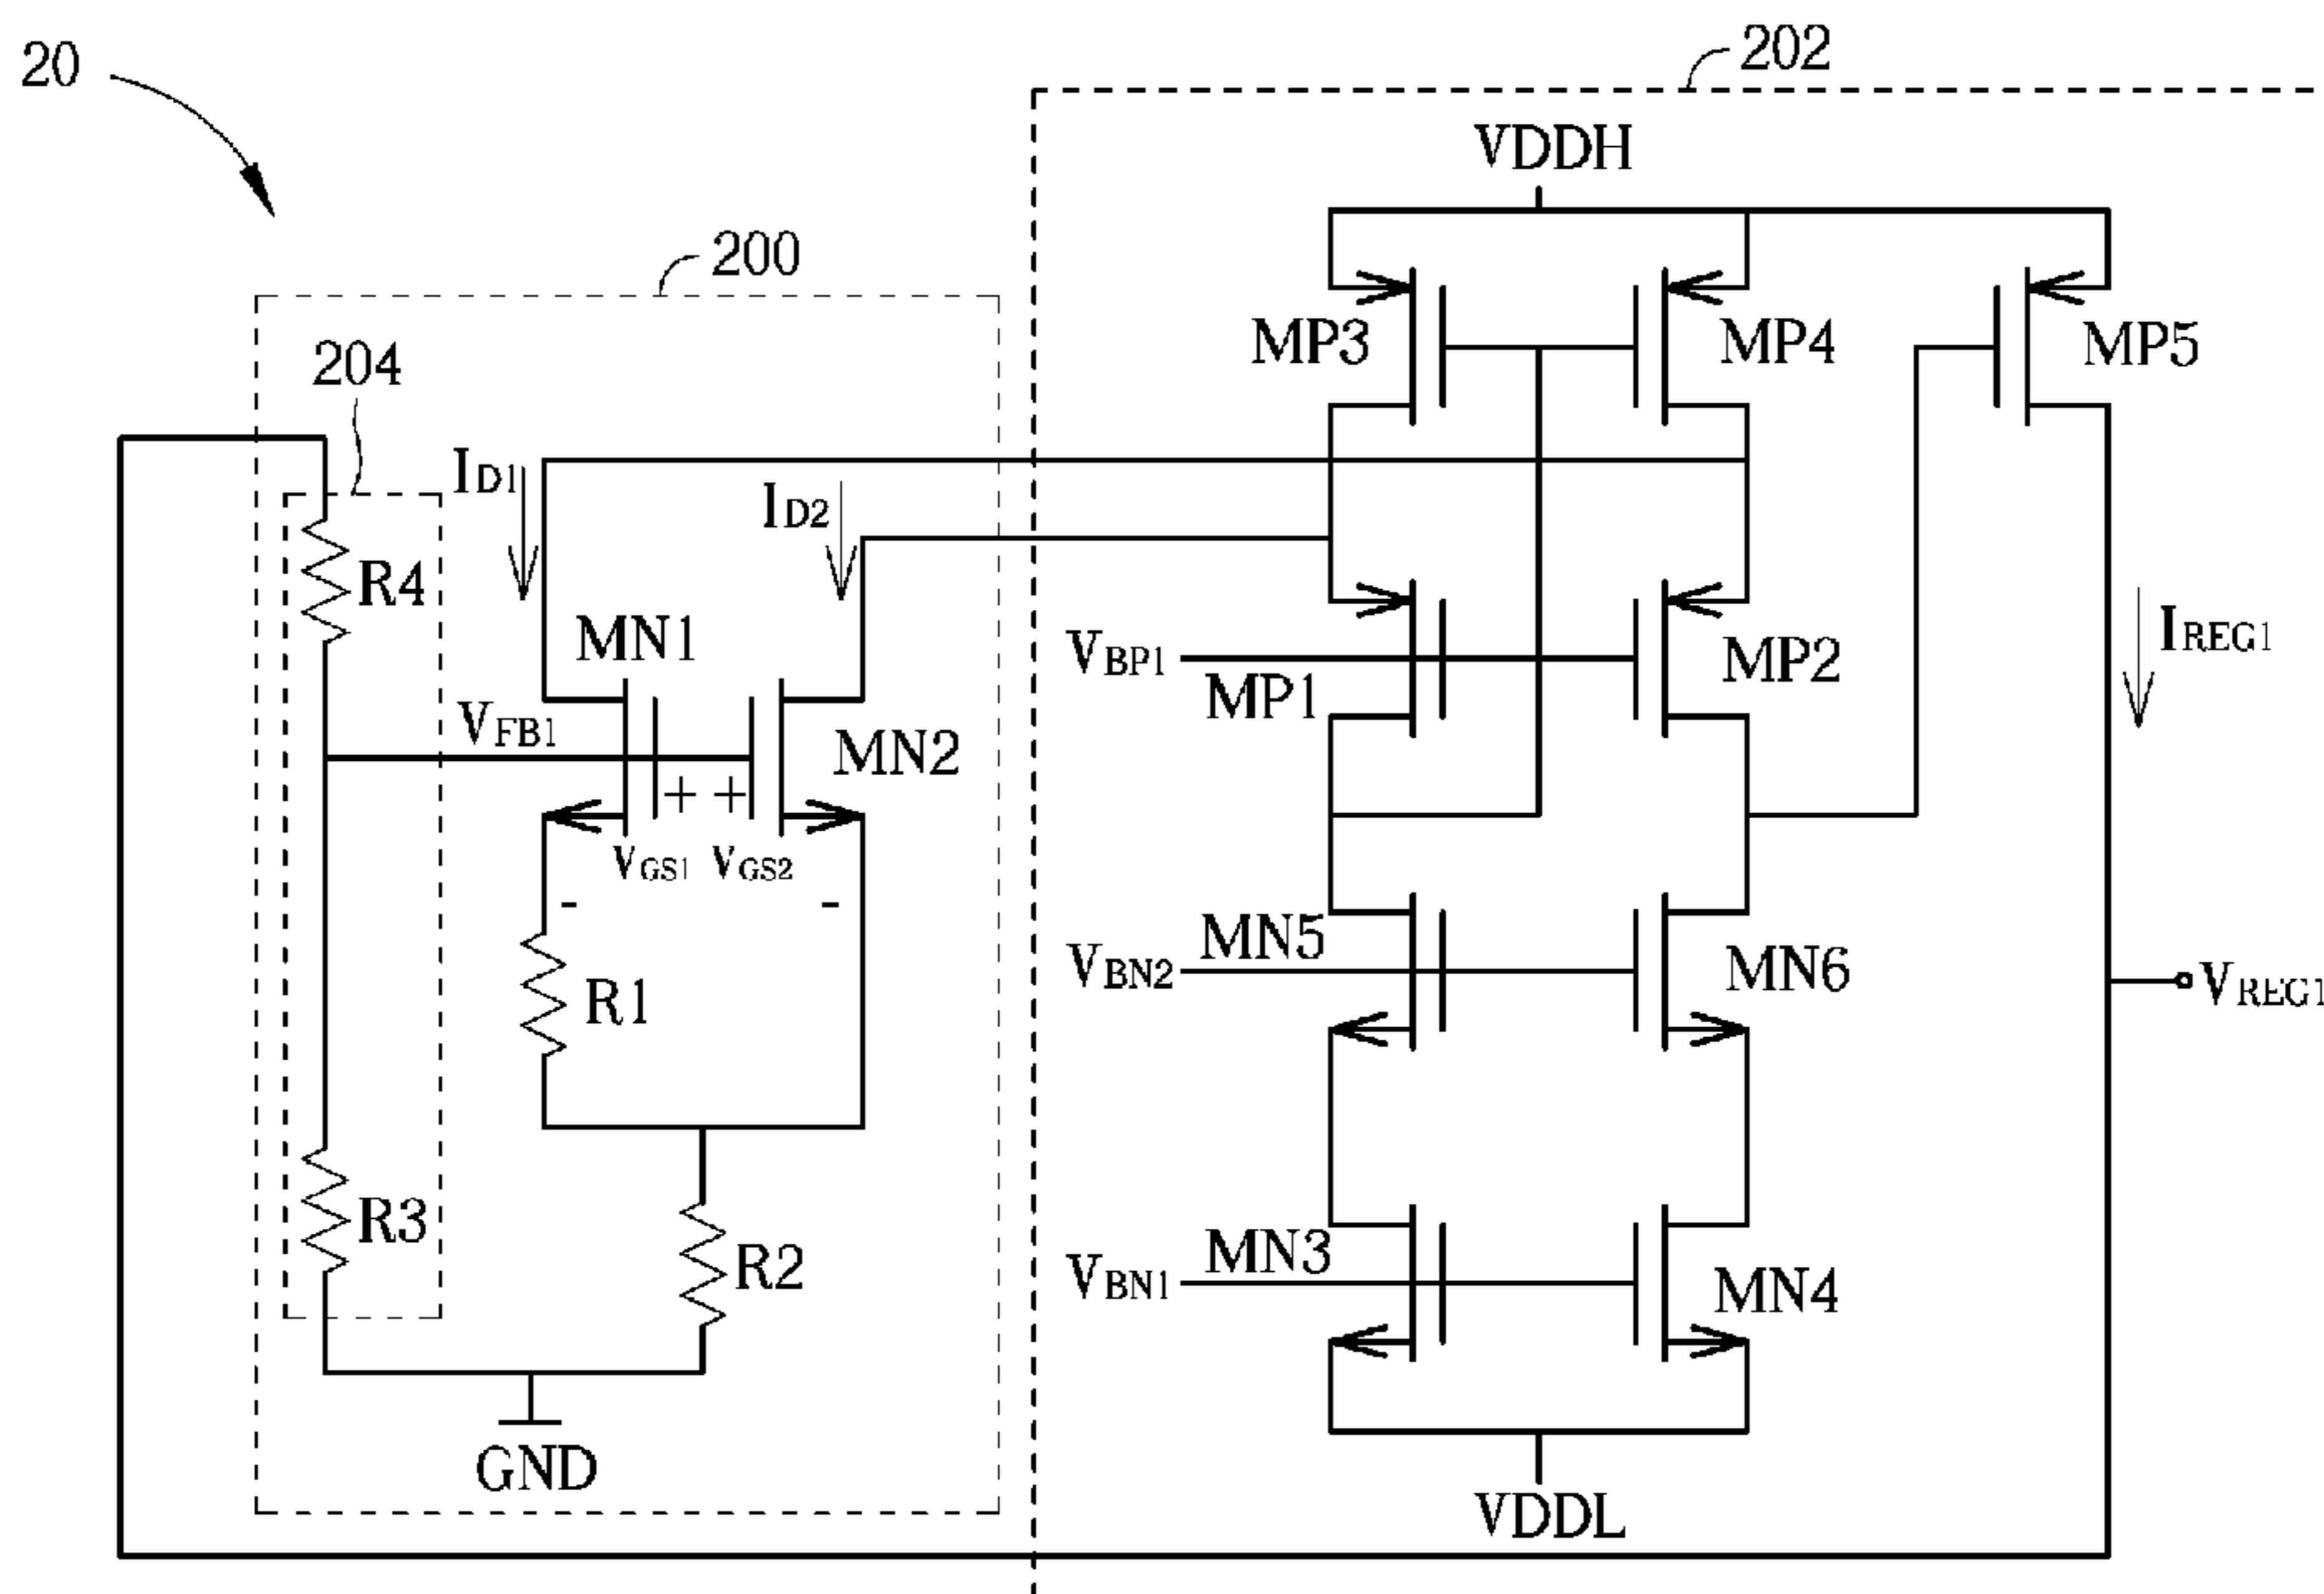 20
202
VDDH
200
MP3
MP4
MP5
204
ID1
ID2
R4
MN1
VBP1
MP1
MP2
IREG1
VFB1
MN2
+ +
VGS1 VGS2
- -
MN5
VBN2
MN6
VREG1
R1
R3
R2
MN3
VBN1
MN4
GND
VDDL